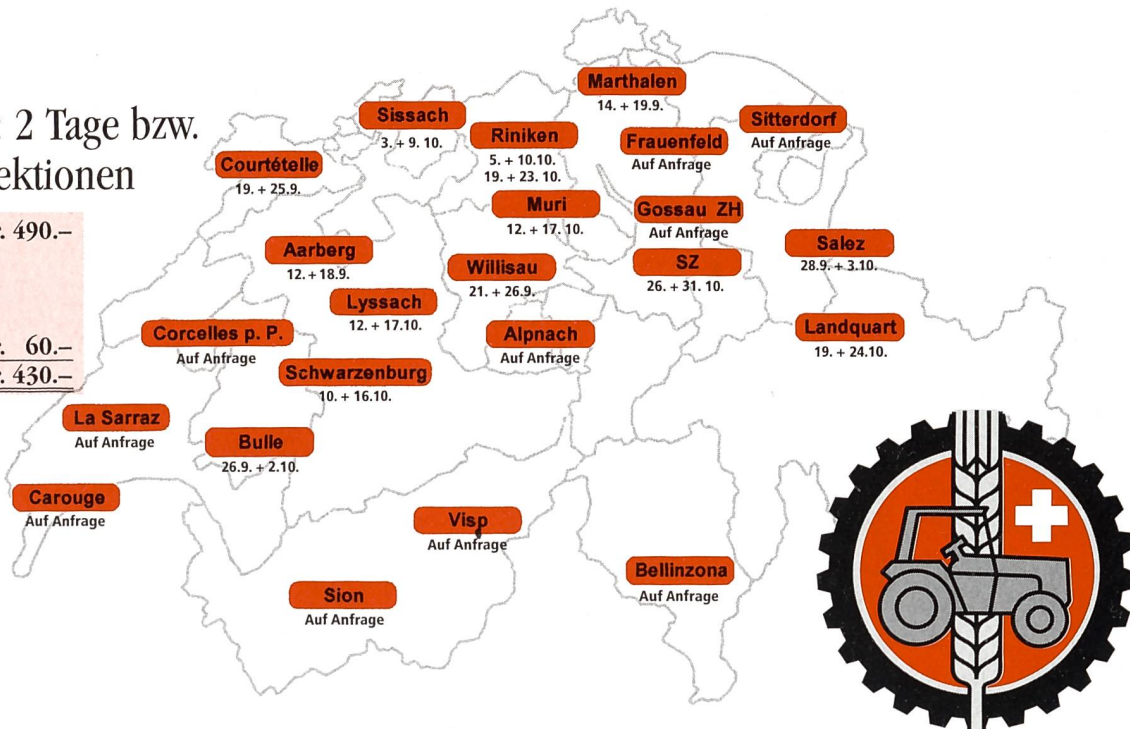 2 Tage bzw.
ektionen
490.–
60.–
430.–
Marthalen
14. + 19.9.
Sissach
3. + 9. 10.
Riniken
5. + 10.10.
19. + 23. 10.
Frauenfeld
Auf Anfrage
Sitterdorf
Auf Anfrage
Courtételle
19. + 25.9.
Muri
12. + 17. 10.
Gossau ZH
Auf Anfrage
Aarberg
12. + 18.9.
Willisau
21. + 26.9.
SZ
26. + 31. 10.
Salez
28.9. + 3.10.
Lyssach
12. + 17.10.
Corcelles p. P.
Auf Anfrage
Alpnach
Auf Anfrage
Landquart
19. + 24.10.
Schwarzenburg
10. + 16.10.
La Sarraz
Auf Anfrage
Bulle
26.9. + 2.10.
Carouge
Auf Anfrage
Visp
Auf Anfrage
Bellinzona
Auf Anfrage
Sion
Auf Anfrage